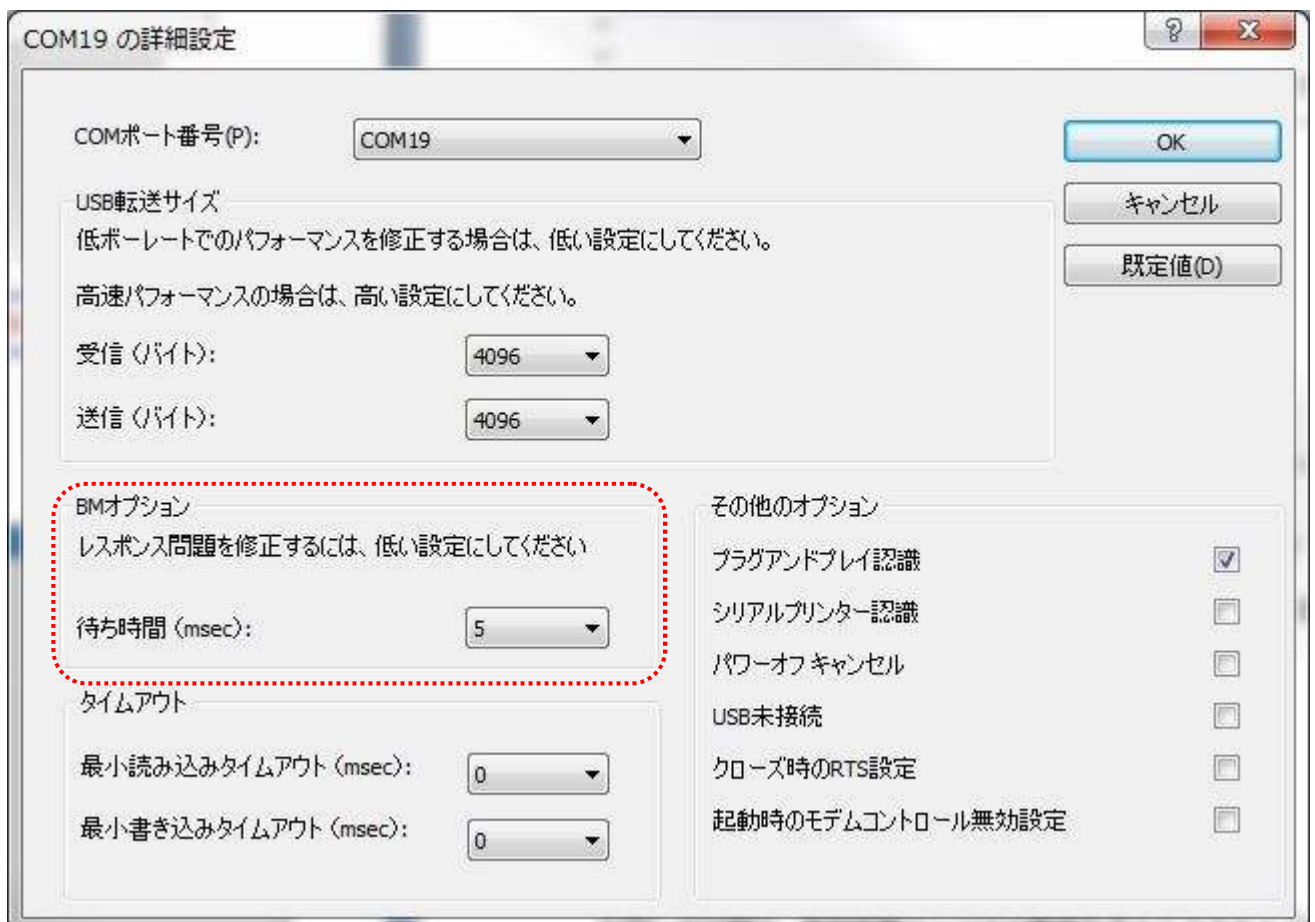 COM19 の詳細設定
COMポート番号(P):
COM19
OK
キャンセル
既定値(D)
USB転送サイズ
低ボーレートでのパフォーマンスを修正する場合は、低い設定にしてください。
高速パフォーマンスの場合は、高い設定にしてください。
受信 (バイト):
4096
送信 (バイト):
4096
BMオプション
レスポンス問題を修正するには、低い設定にしてください
待ち時間 (msec):
5
タイムアウト
最小読み込みタイムアウト (msec):
0
最小書き込みタイムアウト (msec):
0
その他のオプション
プラグアンドプレイ認識
シリアルプリンター認識
パワーオフ キャンセル
USB未接続
クローズ時のRTS設定
起動時のモデムコントロール無効設定